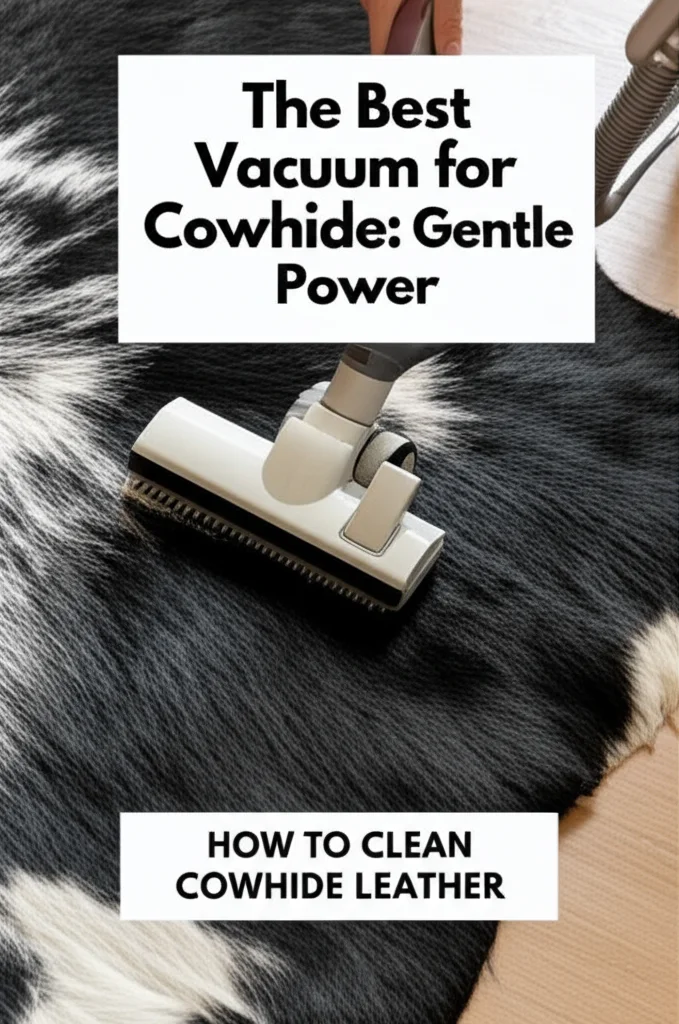 The Best
Vacuum for
Cowhide: Gentle
Power
HOW TO CLEAN
COWHIDE LEATHER